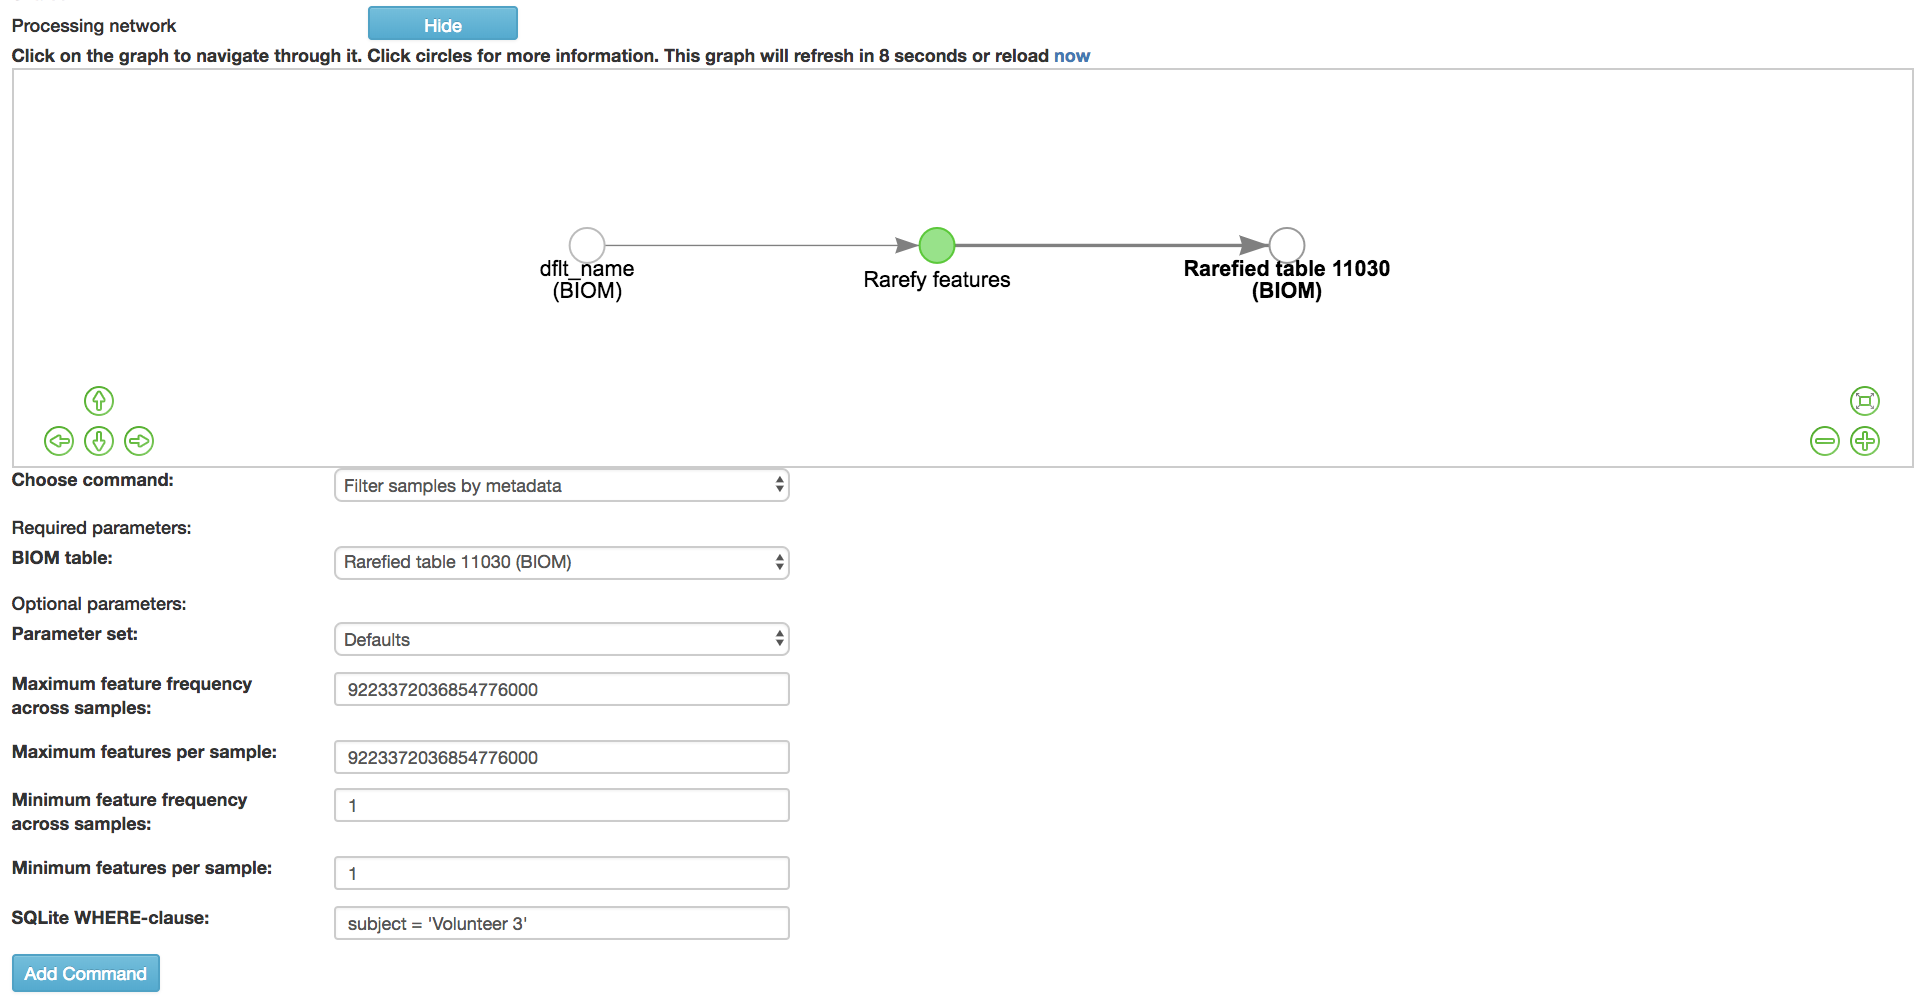 Processing network
Hide
Click on the graph to navigate through it. Click circles for more information. This graph will refresh in 8 seconds or reload now
dflt_name
(BIOM)
Rarefy features
Rarefied table 11030
(BIOM)
Choose command:
Filter samples by metadata
Required parameters:
BIOM table:
Rarefied table 11030 (BIOM)
Optional parameters:
Parameter set:
Defaults
Maximum feature frequency
across samples:
9223372036854776000
Maximum features per sample:
9223372036854776000
Minimum feature frequency
across samples:
1
Minimum features per sample:
1
SQLite WHERE-clause:
subject = 'Volunteer 3'
Add Command